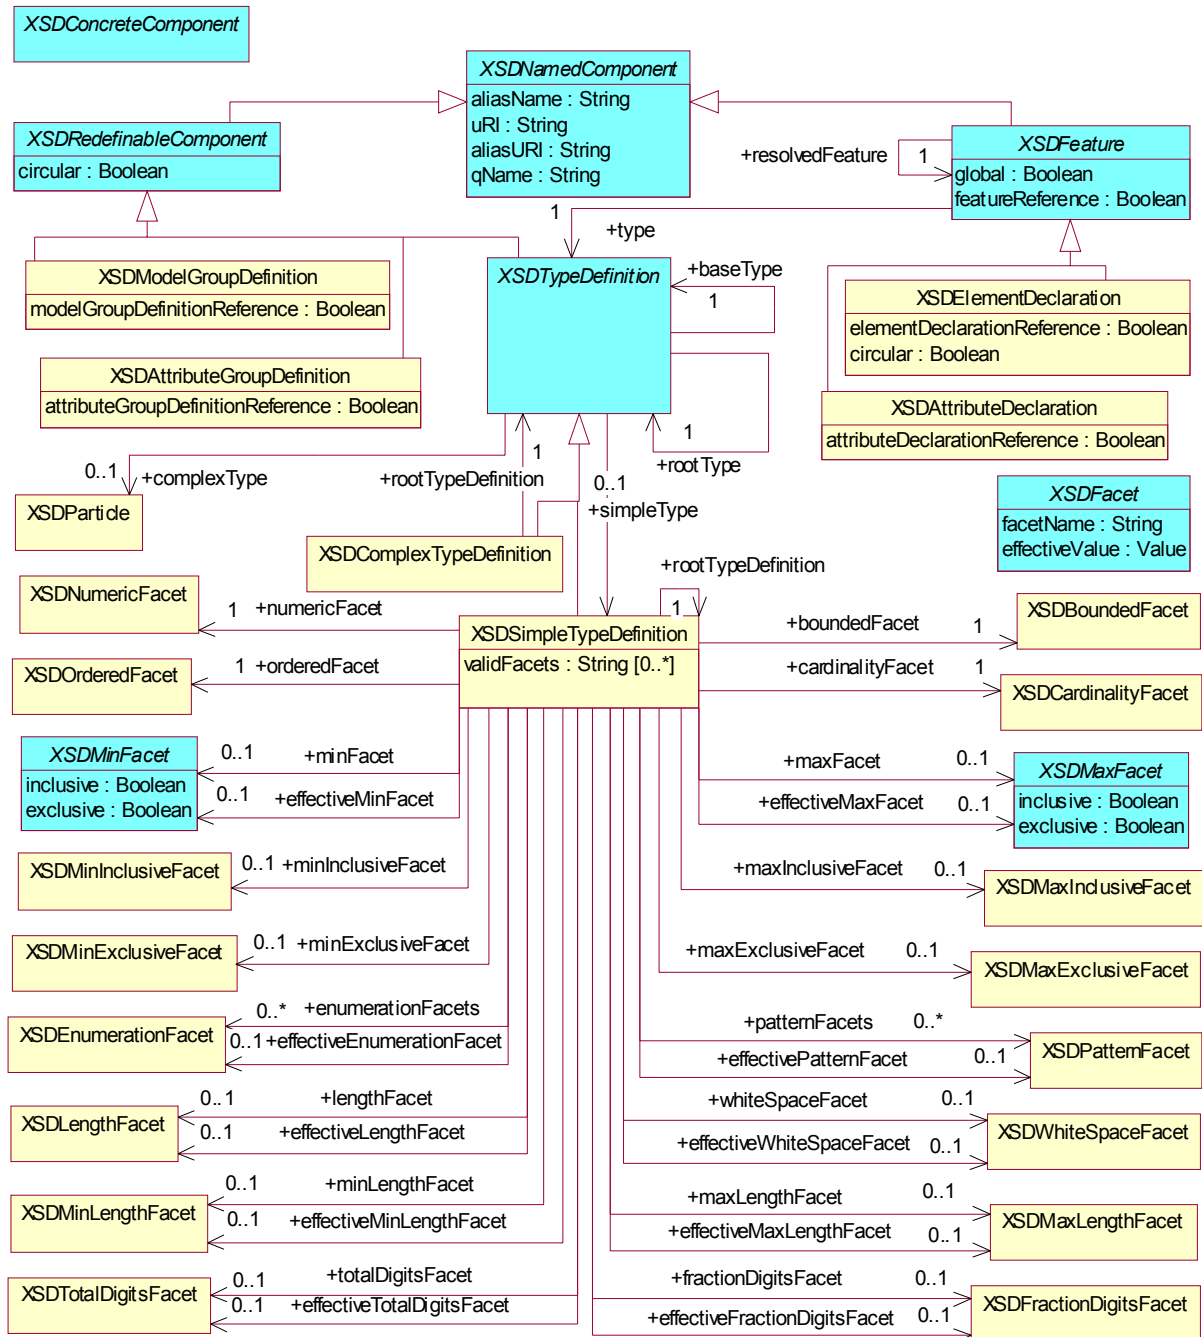 XSDConcreteComponent
XSDNamedComponent
aliasName : String
uRI : String
aliasURI : String
qName : String
XSDRedefinableComponent
circular : Boolean
XSDFeature
global : Boolean
featureReference : Boolean
+resolvedFeature
1
1
+type
XSDModelGroupDefinition
modelGroupDefinitionReference : Boolean
XSDTypeDefinition
+baseType
1
XSDElementDeclaration
elementDeclarationReference : Boolean
circular : Boolean
XSDAttributeGroupDefinition
attributeGroupDefinitionReference : Boolean
XSDAttributeDeclaration
attributeDeclarationReference : Boolean
1
+rootType
0..1
+complexType
+rootTypeDefinition
1
0..1
+simpleType
XSDParticle
XSDComplexTypeDefinition
XSDFacet
facetName : String
effectiveValue : Value
+rootTypeDefinition
1
XSDNumericFacet
1
+numericFacet
XSDSimpleTypeDefinition
validFacets : String [0..*]
+boundedFacet
1
XSDBoundedFacet
XSDOrderedFacet
1
+orderedFacet
+cardinalityFacet
1
XSDCardinalityFacet
XSDMinFacet
inclusive : Boolean
exclusive : Boolean
0..1
+minFacet
0..1
+effectiveMinFacet
+maxFacet
0..1
+effectiveMaxFacet
0..1
XSDMaxFacet
inclusive : Boolean
exclusive : Boolean
XSDMinInclusiveFacet
0..1
+minInclusiveFacet
+maxInclusiveFacet
0..1
XSDMaxInclusiveFacet
XSDMinExclusiveFacet
0..1
+minExclusiveFacet
+maxExclusiveFacet
0..1
XSDMaxExclusiveFacet
XSDEnumerationFacet
0..*
+enumerationFacets
0..1
+effectiveEnumerationFacet
+patternFacets
0..*
+effectivePatternFacet
0..1
XSDPatternFacet
XSDLengthFacet
0..1
+lengthFacet
0..1
+effectiveLengthFacet
+whiteSpaceFacet
0..1
+effectiveWhiteSpaceFacet
0..1
XSDWhiteSpaceFacet
XSDMinLengthFacet
0..1
+minLengthFacet
0..1
+effectiveMinLengthFacet
+maxLengthFacet
0..1
+effectiveMaxLengthFacet
0..1
XSDMaxLengthFacet
XSDTotalDigitsFacet
0..1
+totalDigitsFacet
0..1
+effectiveTotalDigitsFacet
+fractionDigitsFacet
0..1
+effectiveFractionDigitsFacet
0..1
XSDFractionDigitsFacet